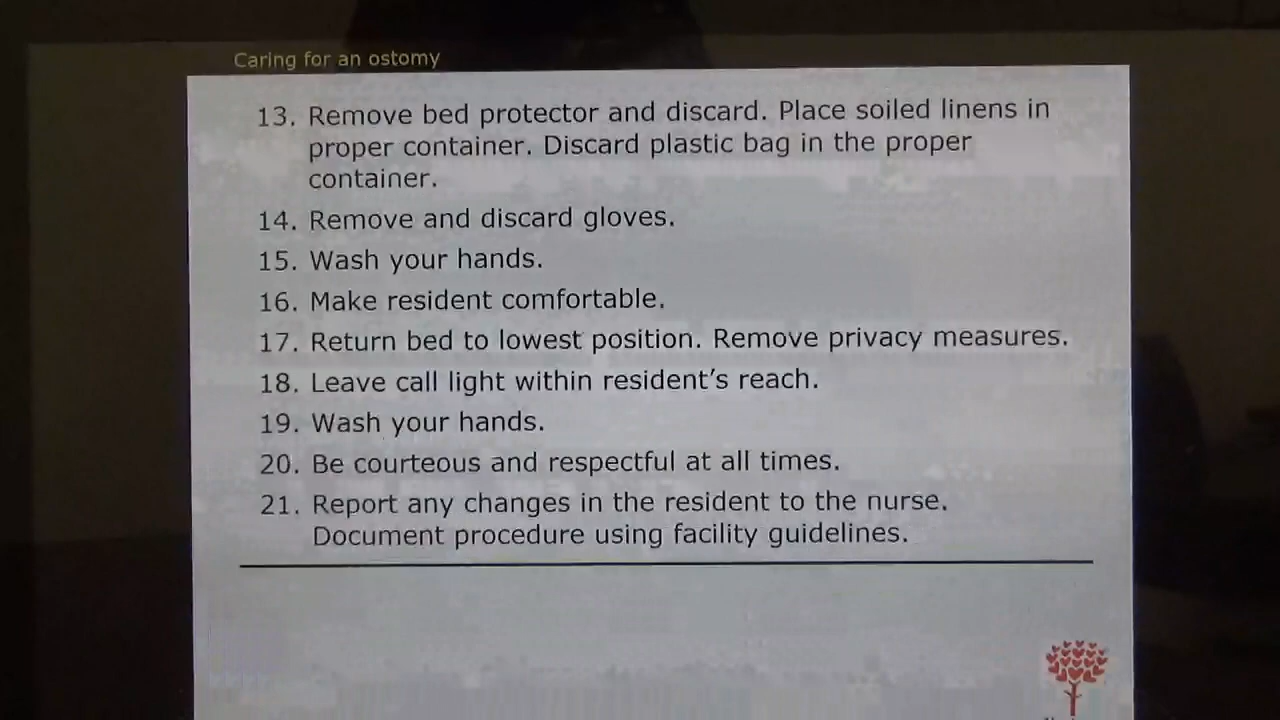 Caring for an ostomy
13. Remove bed protector and discard. Place soiled linens in
proper container. Discard plastic bag in the proper
container.
14. Remove and discard gloves.
15. Wash your hands.
16. Make resident comfortable.
17. Return bed to lowest position. Remove privacy measures.
18. Leave call light within resident’s reach.
19. Wash your hands.
20. Be courteous and respectful at all times.
21. Report any changes in the resident to the nurse.
Document procedure using facility guidelines.